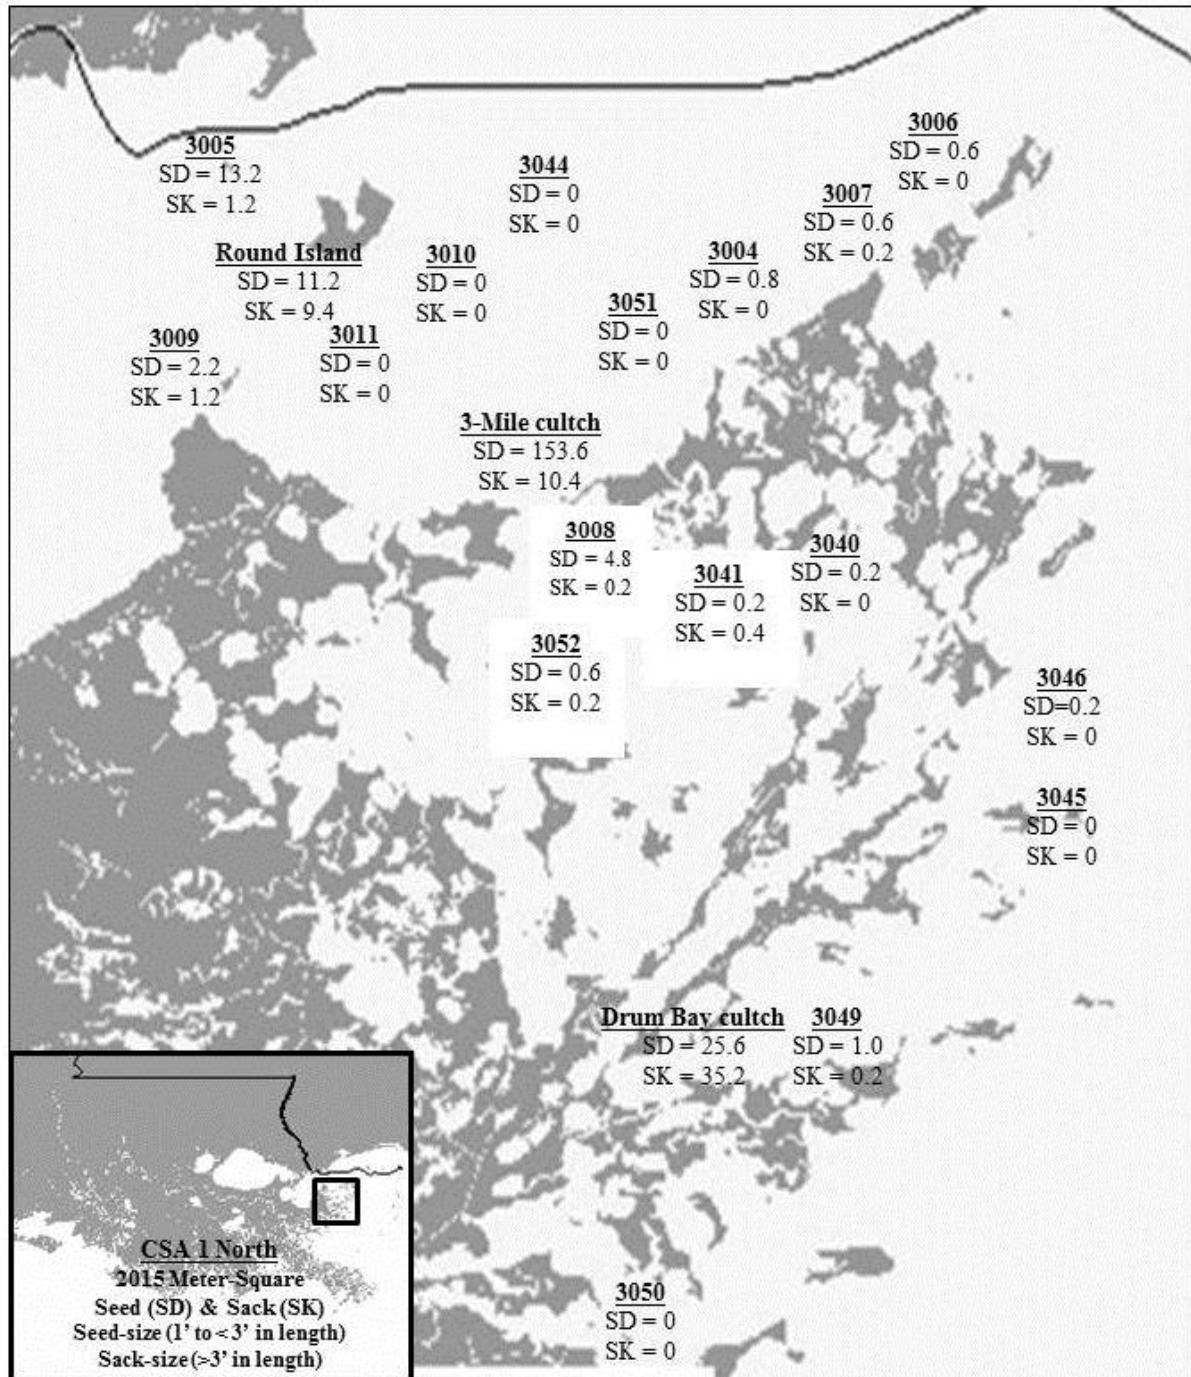 3005
SD = 13.2
SK = 1.2
3044
SD = 0
SK = 0
3006
SD = 0.6
SK = 0
3007
SD = 0.6
SK = 0.2
Round Island
SD = 11.2
SK = 9.4
3010
SD = 0
SK = 0
3004
SD = 0.8
SK = 0
3051
SD = 0
SK = 0
3009
SD = 2.2
SK = 1.2
3011
SD = 0
SK = 0
3-Mile cultch
SD = 153.6
SK = 10.4
3008
SD = 4.8
SK = 0.2
3041
SD = 0.2
SK = 0.4
3040
SD = 0.2
SK = 0
3052
SD = 0.6
SK = 0.2
3046
SD=0.2
SK = 0
3045
SD = 0
SK = 0
Drum Bay cultch
SD = 25.6
SK = 35.2
3049
SD = 1.0
SK = 0.2
3050
SD = 0
SK = 0
CSA 1 North
2015 Meter-Square
Seed (SD) & Sack (SK)
Seed-size (1' to < 3' in length)
Sack-size (>3' in length)